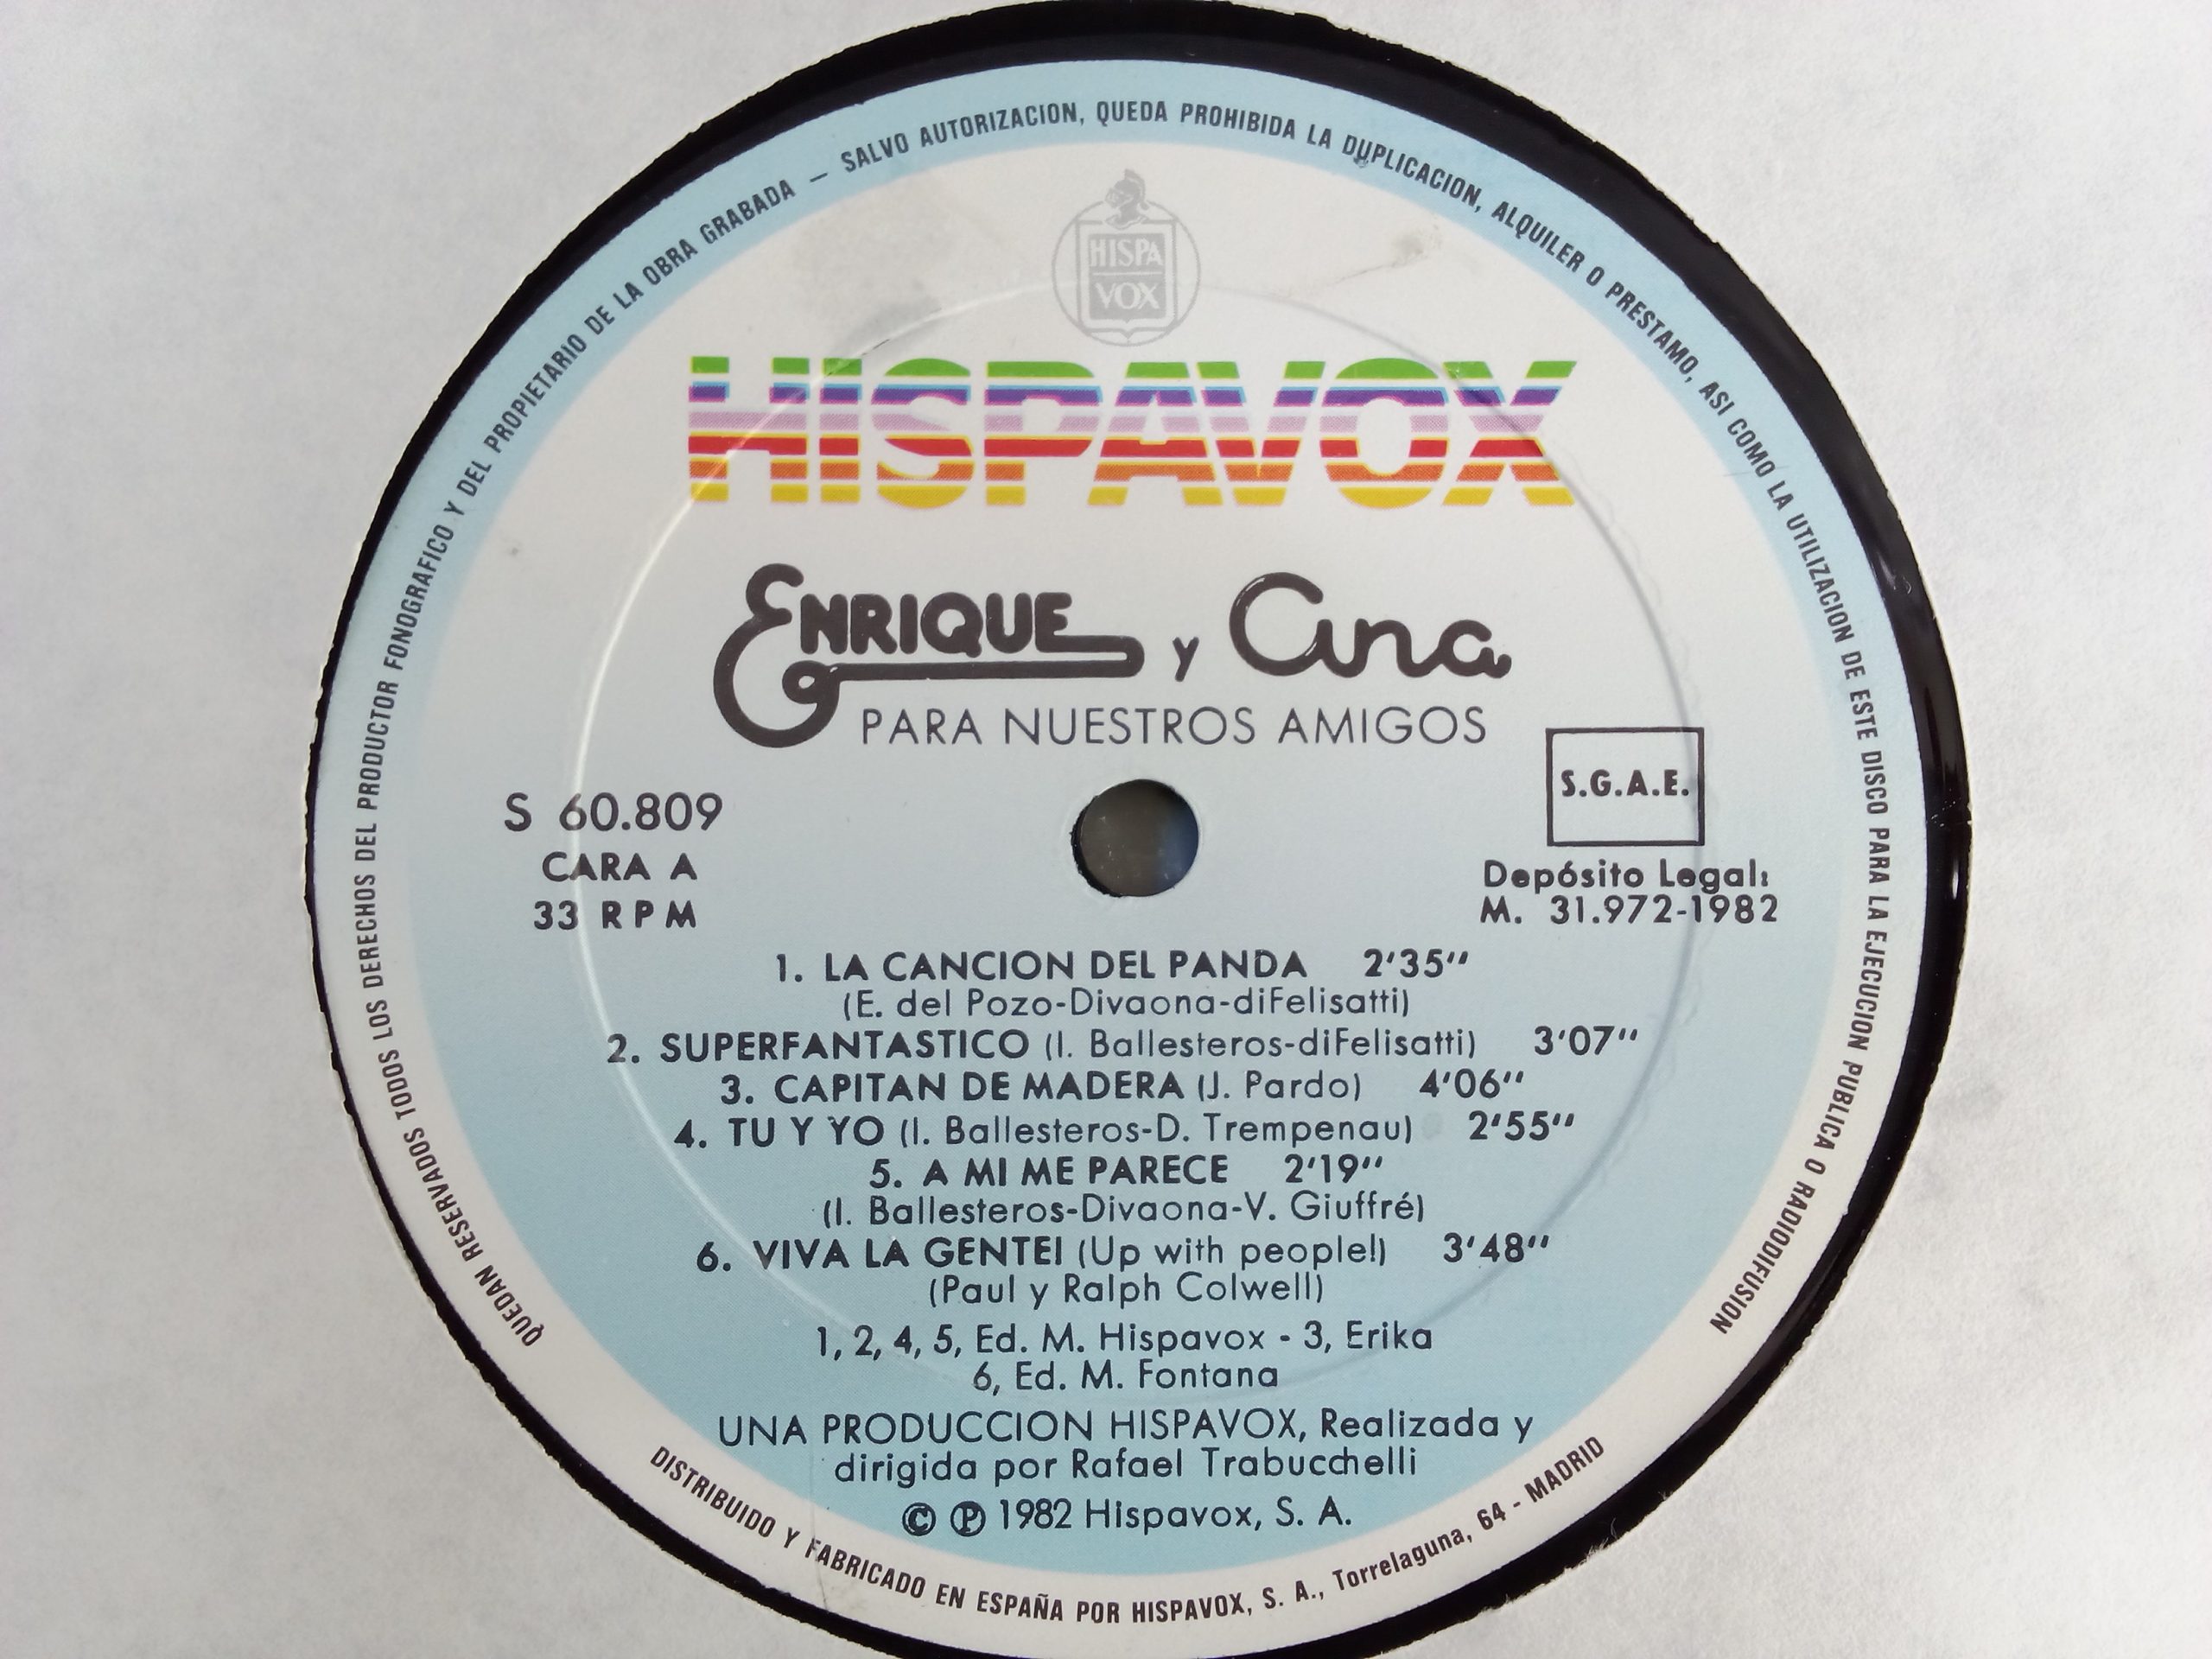 QUEDAN RESERVADOS TODOS LOS DERECHOS DEL PRODUCTOR FONOGRAFICO Y DEL PROPIETARIO DE LA OBRA GRABADA – SALVO AUTORIZACION, QUEDA PROHIBIDA LA DUPLICACION, ALQUILER O PRESTAMO, ASI COMO LA UTILIZACION DE ESTE DISCO PARA LA EJECUCION PUBLICA O RADIODIFUSION
HISPA
VOX
HISPAVOX
ENRIQUE y Ana
PARA NUESTROS AMIGOS
S 60.809
CARA A
33 RPM
S.G.A.E.
Depósito Legal:
M. 31.972-1982
1. LA CANCION DEL PANDA 2'35"
(E. del Pozo-Divaona-diFelisatti)
2. SUPERFANTASTICO (I. Ballesteros-diFelisatti) 3'07"
3. CAPITAN DE MADERA (J. Pardo) 4'06"
4. TU Y YO (I. Ballesteros-D. Trempenau) 2'55"
5. A MI ME PARECE 2'19"
(I. Ballesteros-Divaona-V. Giuffré)
6. VIVA LA GENTE! (Up with people!) 3'48"
(Paul y Ralph Colwell)
1, 2, 4, 5, Ed. M. Hispavox - 3, Erika
6, Ed. M. Fontana
UNA PRODUCCION HISPAVOX, Realizada y
dirigida por Rafael Trabucchelli
© ℗ 1982 Hispavox, S. A.
DISTRIBUIDO Y FABRICADO EN ESPAÑA POR HISPAVOX, S. A., Torrelaguna, 64 - MADRID